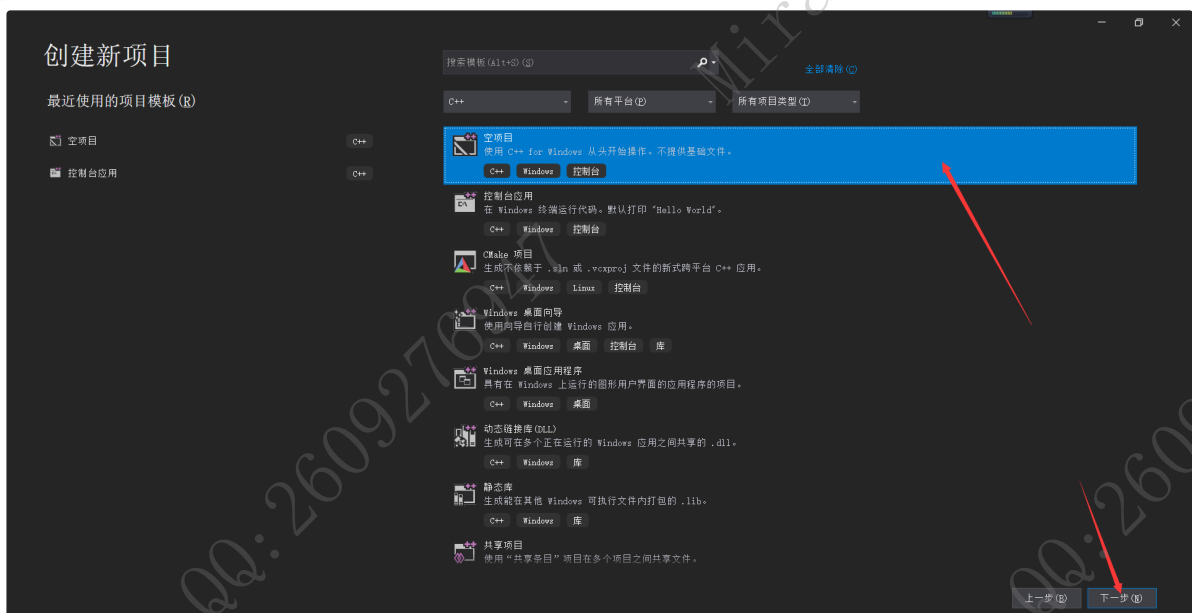 创建新项目
最近使用的项目模板(R)
空项目 C++
控制台应用 C++
搜索模板(Alt+S)(S)
全部清除(C)
C++ 所有平台(P) 所有项目类型(T)
空项目
使用 C++ for Windows 从头开始操作。不提供基础文件。
C++ Windows 控制台
控制台应用
在 Windows 终端运行代码。默认打印 "Hello World"。
C++ Windows 控制台
CMake 项目
生成不依赖于 .sln 或 .vcxproj 文件的新式跨平台 C++ 应用。
C++ Windows Linux 控制台
Windows 桌面向导
使用向导自行创建 Windows 应用。
C++ Windows 桌面 控制台 库
Windows 桌面应用程序
具有在 Windows 上运行的图形用户界面的应用程序的项目。
C++ Windows 桌面
动态链接库(DLL)
生成可在多个正在运行的 Windows 应用之间共享的 .dll。
C++ Windows 库
静态库
生成能在其他 Windows 可执行文件内打包的 .lib。
C++ Windows 库
共享项目
使用“共享条目”项目在多个项目之间共享文件。
上一步(B) 下一步(N)
QQ:2609276947
Mir
QQ:2609